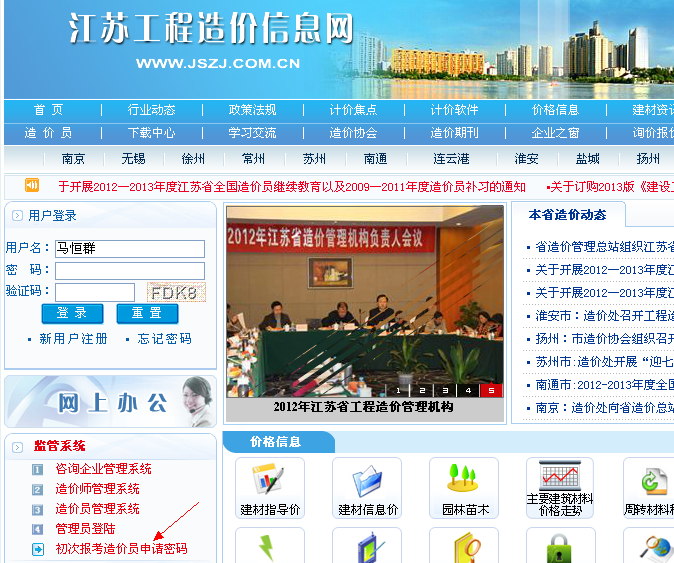 江苏工程造价信息网
WWW.JSZJ.COM.CN
首 页 行业动态 政策法规 计价焦点 计价软件 价格信息 建材资讯
造 价 员 下载中心 学习交流 造价协会 造价期刊 企业之窗 询价报价
南京 无锡 徐州 常州 苏州 南通 连云港 淮安 盐城 扬州
于开展2012—2013年度江苏省全国造价员继续教育以及2009—2011年度造价员补习的通知 •关于订购2013版《建设工
用户登录
用户名：马恒群
密 码：
验证码： FDK8
登 录 重 置
新用户注册 忘记密码
网上办公
监管系统
1 咨询企业管理系统
2 造价师管理系统
3 造价员管理系统
4 管理员登陆
初次报考造价员申请密码
2012年江苏省造价管理机构负责人会议
1 2 3 4 5
2012年江苏省工程造价管理机构
本省造价动态
省造价管理总站组织江苏省
关于开展2012—2013年度江
关于开展2012—2013年度江
淮安市：造价处召开工程造
扬州：市造价协会组织召开
苏州市:造价处开展“迎七
南通市:2012-2013年度全国
南京：造价处向省造价总站
价格信息
建材指导价 建材信息价 园林苗木 主要建筑材料价格走势 周转材料租